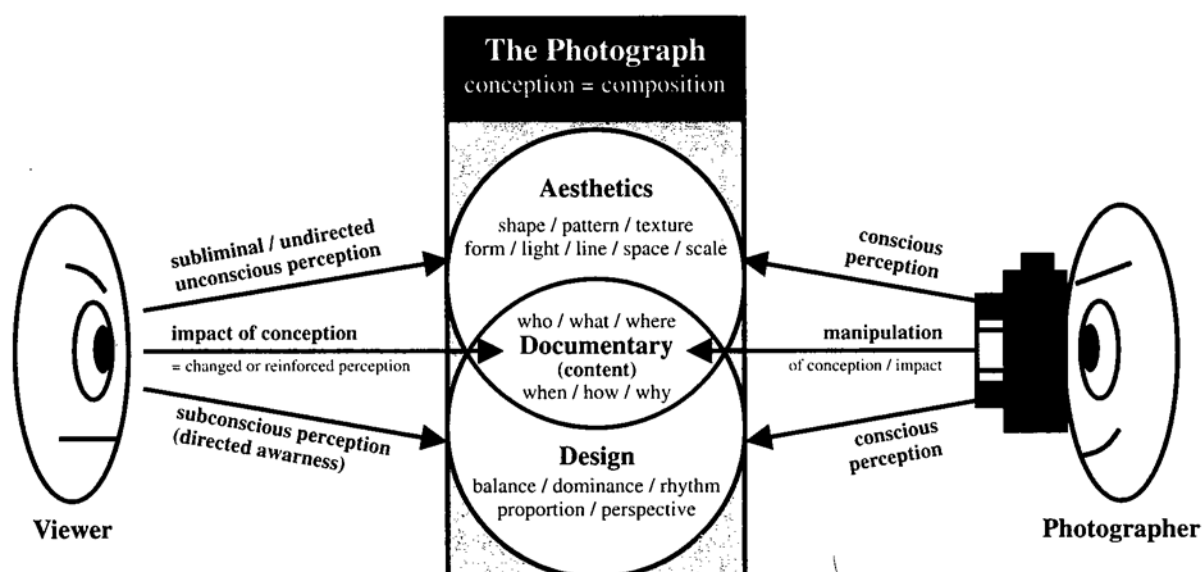 The Photograph
conception = composition
Aesthetics
shape / pattern / texture
form / light / line / space / scale
subliminal / undirected
unconscious perception
conscious
perception
impact of conception
= changed or reinforced perception
who / what / where
Documentary
(content)
when / how / why
manipulation
of conception / impact
subconscious perception
(directed awarness)
conscious
perception
Design
balance / dominance / rhythm
proportion / perspective
Viewer
Photographer